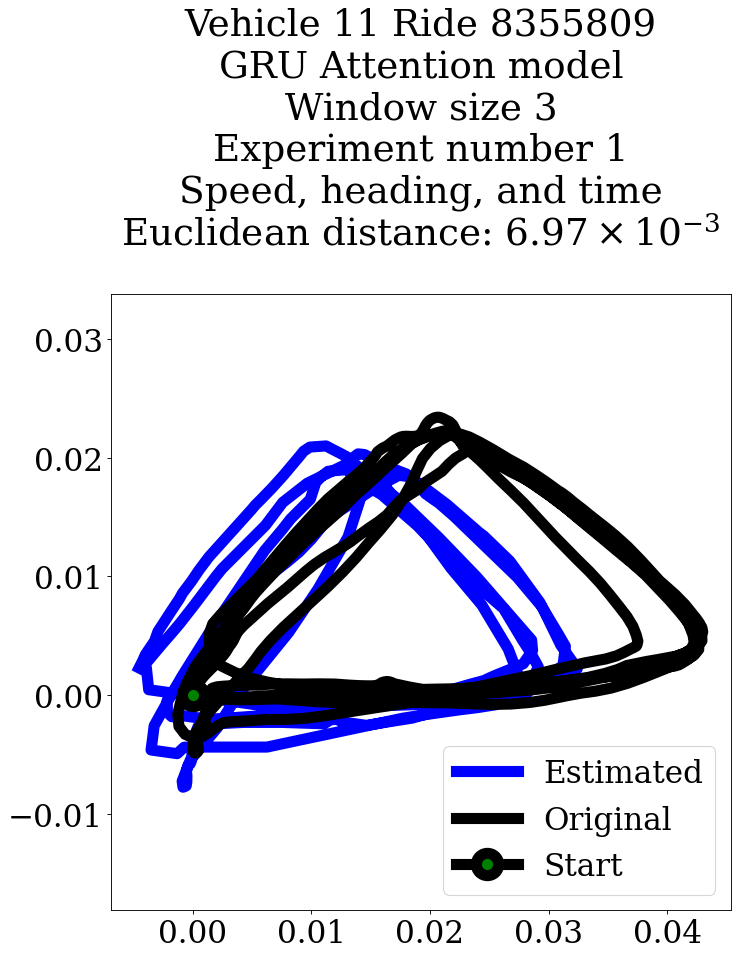 Vehicle 11 Ride 8355809
GRU Attention model
Window size 3
Experiment number 1
Speed, heading, and time
Euclidean distance: 6.97 × 10⁻³
0.03
0.02
0.01
0.00
−0.01
Estimated
Original
Start
0.00 0.01 0.02 0.03 0.04